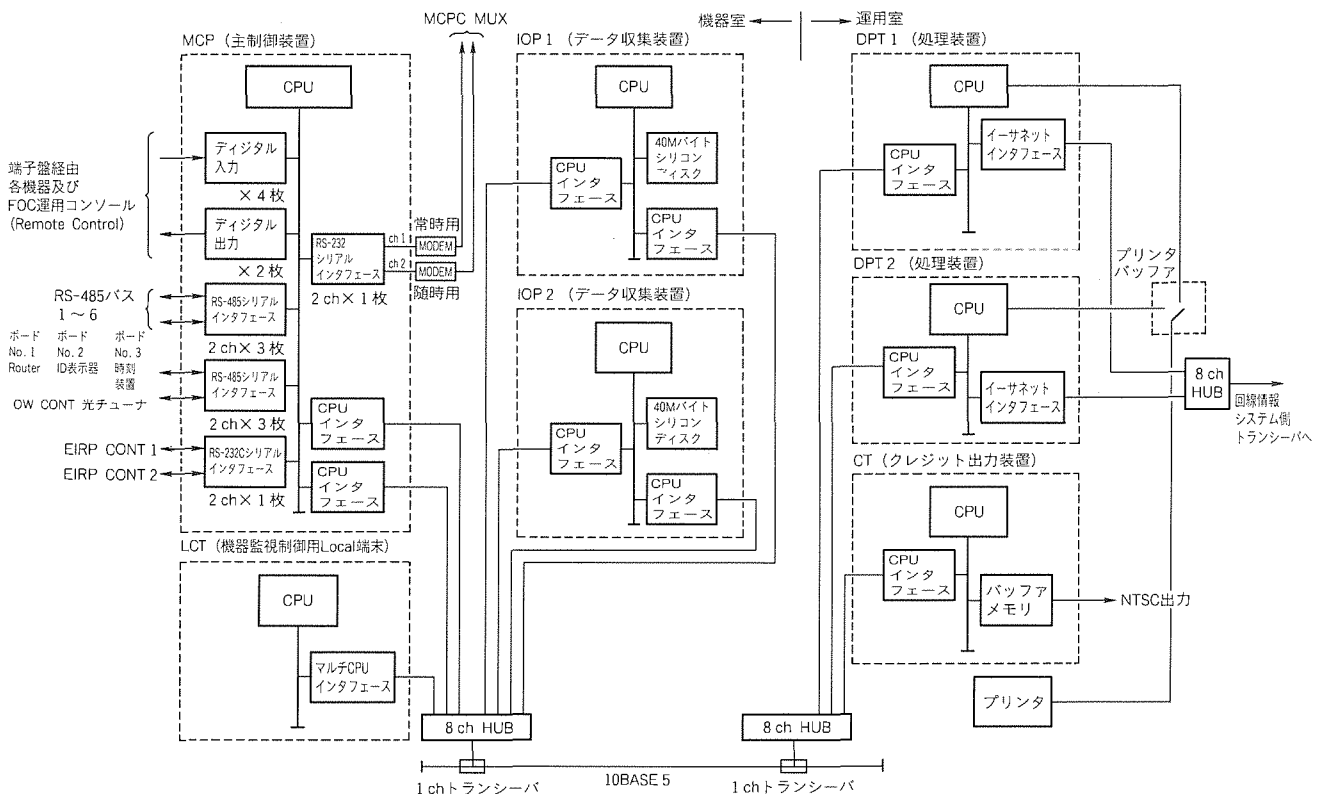 MCPC MUX
機器室
運用室
MCP (主制御装置)
CPU
端子盤経由
各機器及び
FOC運用コンソール
(Remote Control)
ディジタル
入力
×4枚
ディジタル
出力
×2枚
RS-232
シリアル
インタフェース
2 ch×1枚
ch 1
常時用
MODEM
ch 2
MODEM
随時用
RS-485バス
1～6
RS-485シリアル
インタフェース
2 ch×3枚
ボード
No. 1
Router
ボード
No. 2
ID表示器
ボード
No. 3
時刻
装置
OW CONT 光チューナ
RS-485シリアル
インタフェース
2 ch×3枚
EIRP CONT 1
EIRP CONT 2
RS-232Cシリアル
インタフェース
2 ch×1枚
CPU
インタ
フェース
CPU
インタ
フェース
LCT (機器監視制御用Local端末)
CPU
マルチCPU
インタフェース
IOP 1 (データ収集装置)
CPU
40Mバイト
シリコン
ディスク
CPU
インタ
フェース
CPU
インタ
フェース
IOP 2 (データ収集装置)
CPU
40Mバイト
シリコン
ディスク
CPU
インタ
フェース
CPU
インタ
フェース
DPT 1 (処理装置)
CPU
イーサネット
インタフェース
CPU
インタ
フェース
DPT 2 (処理装置)
CPU
CPU
インタ
フェース
イーサネット
インタフェース
プリンタ
バッファ
8 ch
HUB
回線情報
システム側
トランシーバへ
CT (クレジット出力装置)
CPU
CPU
インタ
フェース
バッファ
メモリ
NTSC出力
プリンタ
8 ch HUB
8 ch HUB
1 chトランシーバ
10BASE 5
1 chトランシーバ